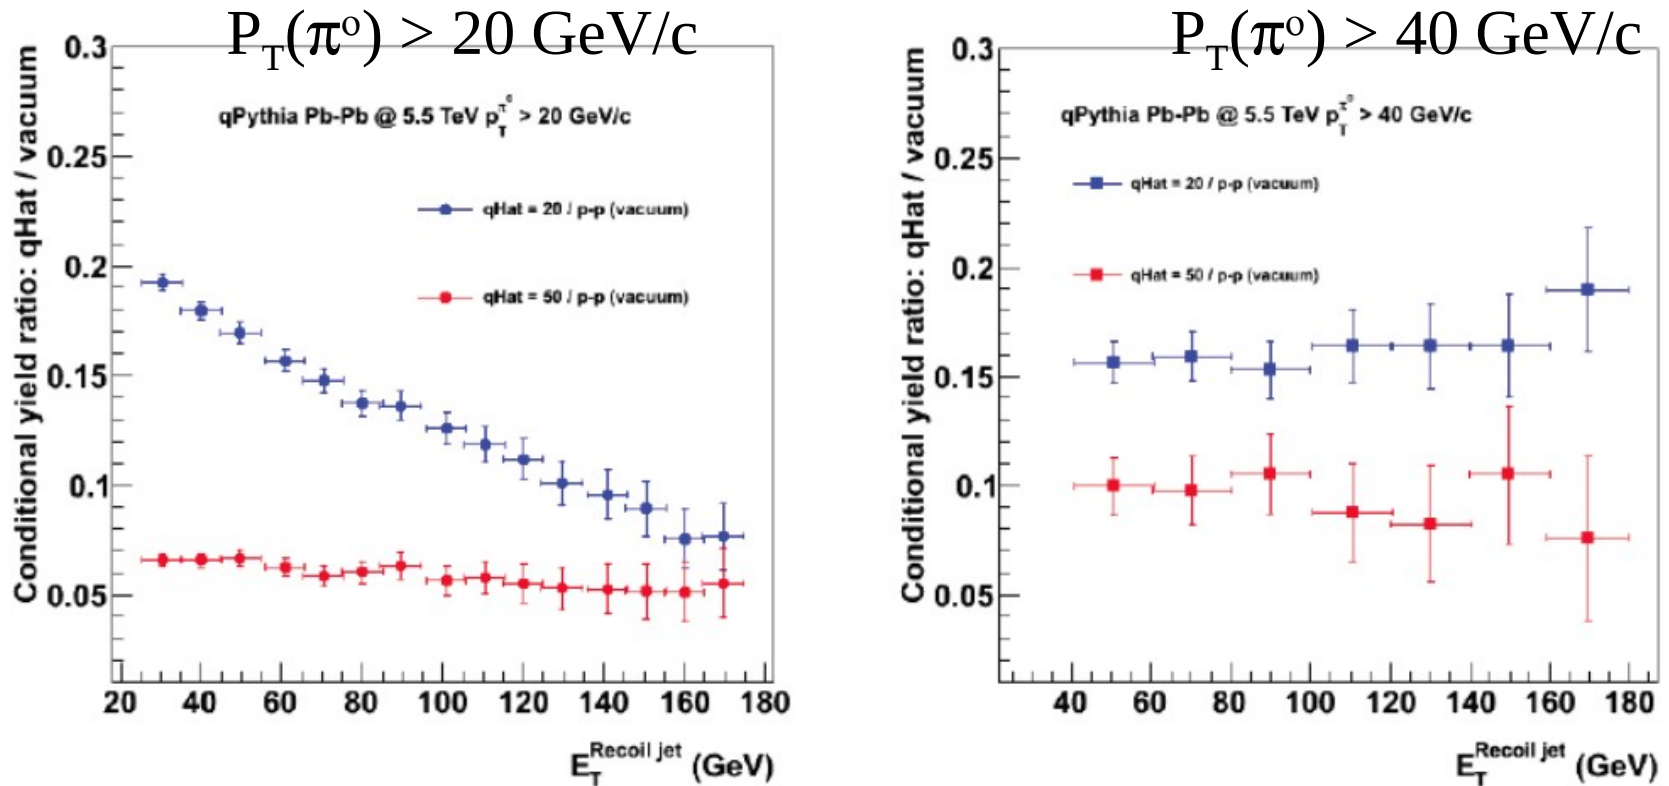 P_T(π^o) > 20 GeV/c
Conditional yield ratio: qHat / vacuum
0.3
0.25
0.2
0.15
0.1
0.05
qPythia Pb-Pb @ 5.5 TeV p_T^π^0 > 20 GeV/c
qHat = 20 / p-p (vacuum)
qHat = 50 / p-p (vacuum)
20 40 60 80 100 120 140 160 180
E_T^Recoil jet (GeV)
P_T(π^o) > 40 GeV/c
Conditional yield ratio: qHat / vacuum
0.3
0.25
0.2
0.15
0.1
0.05
qPythia Pb-Pb @ 5.5 TeV p_T^π^0 > 40 GeV/c
qHat = 20 / p-p (vacuum)
qHat = 50 / p-p (vacuum)
40 60 80 100 120 140 160 180
E_T^Recoil jet (GeV)